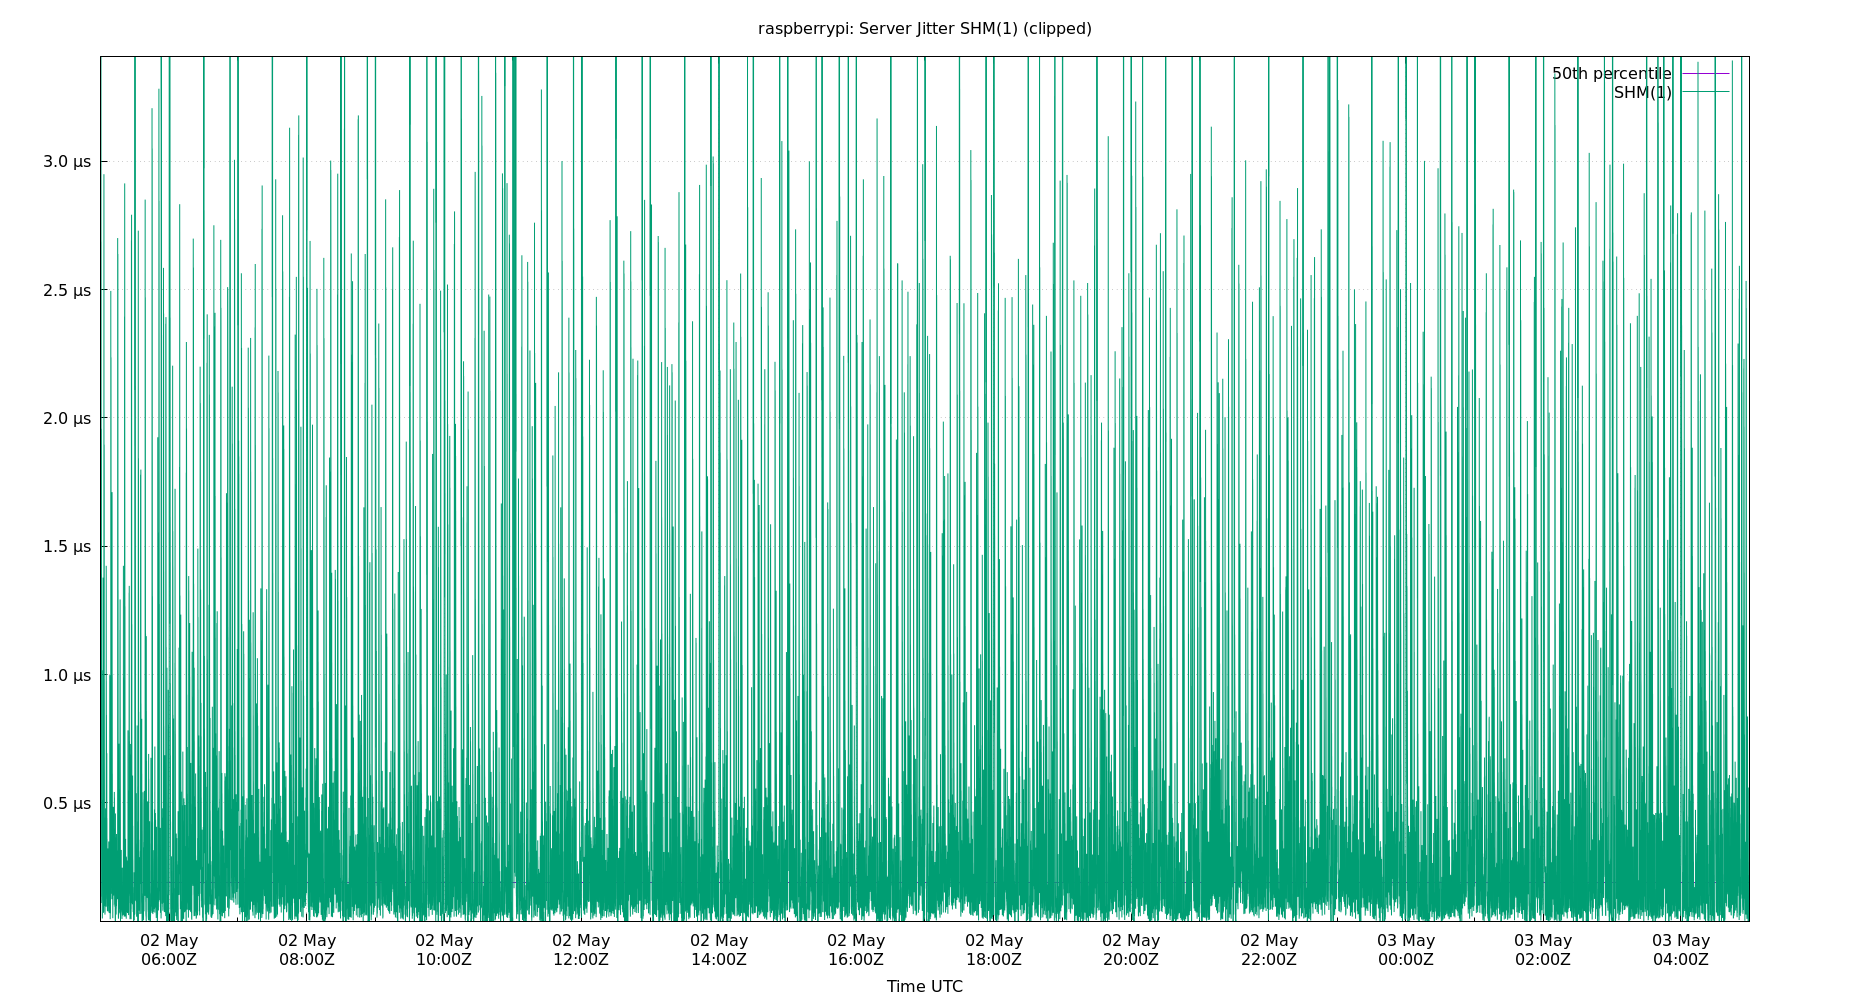 raspberrypi: Server Jitter SHM(1) (clipped)
50th percentile
SHM(1)
3.0 µs
2.5 µs
2.0 µs
1.5 µs
1.0 µs
0.5 µs
02 May 02 May 02 May 02 May 02 May 02 May 02 May 02 May 02 May 03 May 03 May 03 May
06:00Z 08:00Z 10:00Z 12:00Z 14:00Z 16:00Z 18:00Z 20:00Z 22:00Z 00:00Z 02:00Z 04:00Z
Time UTC